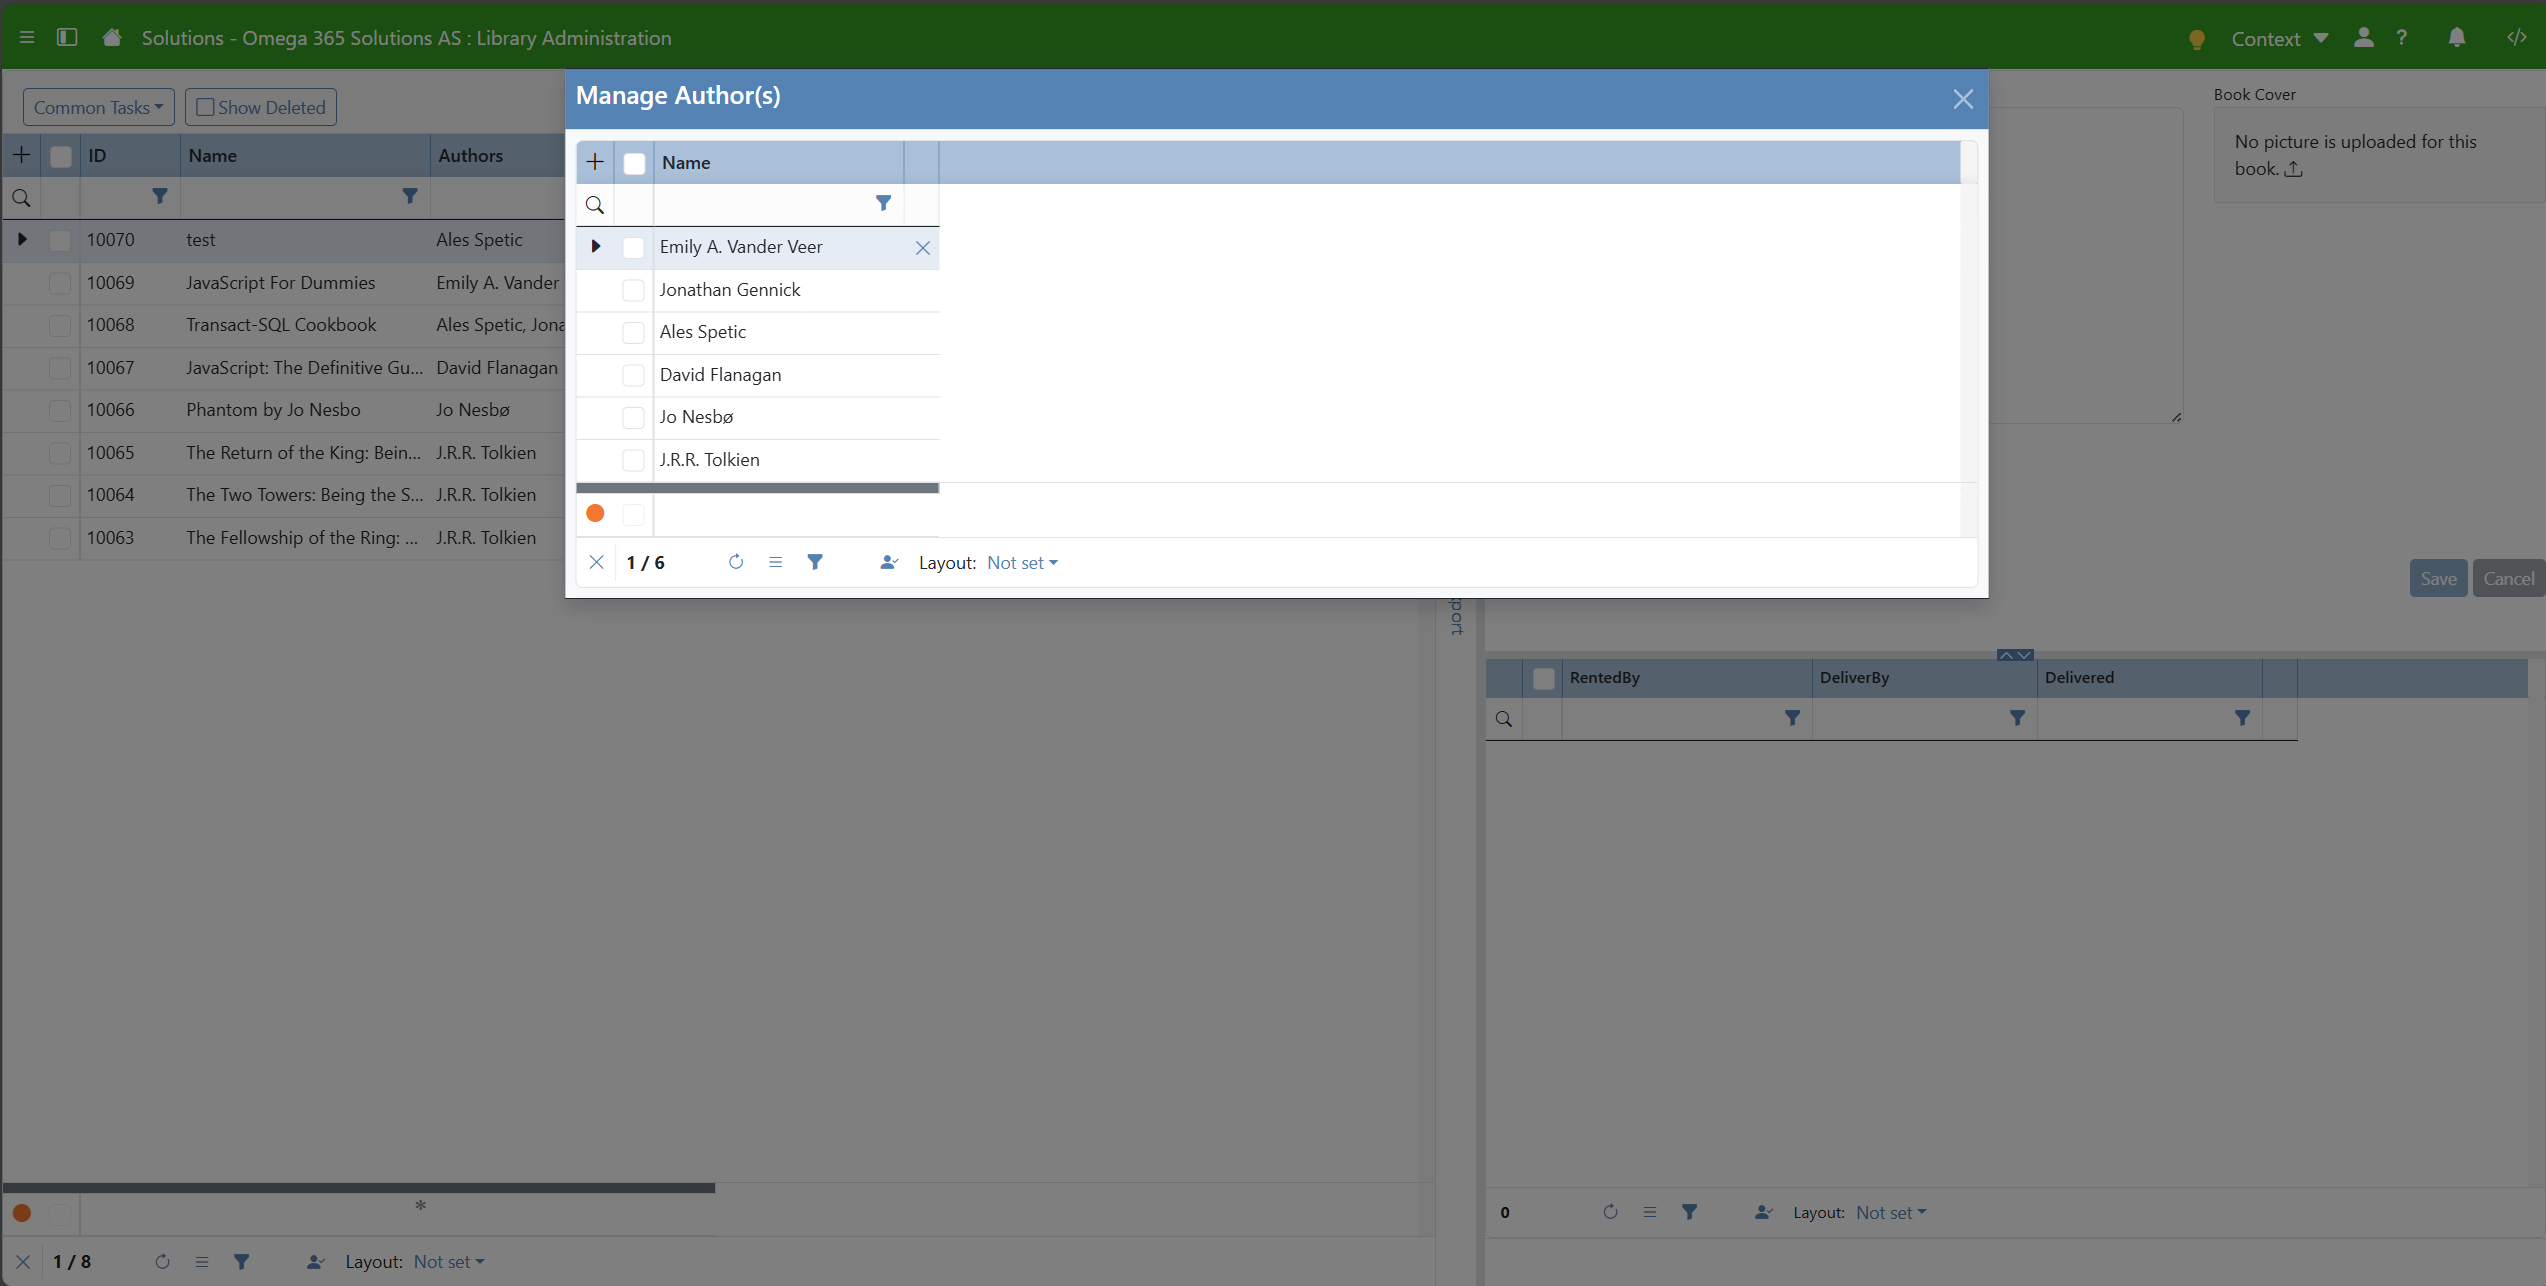 Solutions - Omega 365 Solutions AS : Library Administration
Context
?
</>
Common Tasks
Show Deleted
ID Name Authors
10070 test Ales Spetic
10069 JavaScript For Dummies Emily A. Vander
10068 Transact-SQL Cookbook Ales Spetic, Jona
10067 JavaScript: The Definitive Gu... David Flanagan
10066 Phantom by Jo Nesbo Jo Nesbø
10065 The Return of the King: Bein... J.R.R. Tolkien
10064 The Two Towers: Being the S... J.R.R. Tolkien
10063 The Fellowship of the Ring: ... J.R.R. Tolkien
*
1 / 8 Layout: Not set
Manage Author(s)
Name
Emily A. Vander Veer
Jonathan Gennick
Ales Spetic
David Flanagan
Jo Nesbø
J.R.R. Tolkien
1 / 6 Layout: Not set
Book Cover
No picture is uploaded for this
book.
Save Cancel
port
RentedBy DeliverBy Delivered
0 Layout: Not set